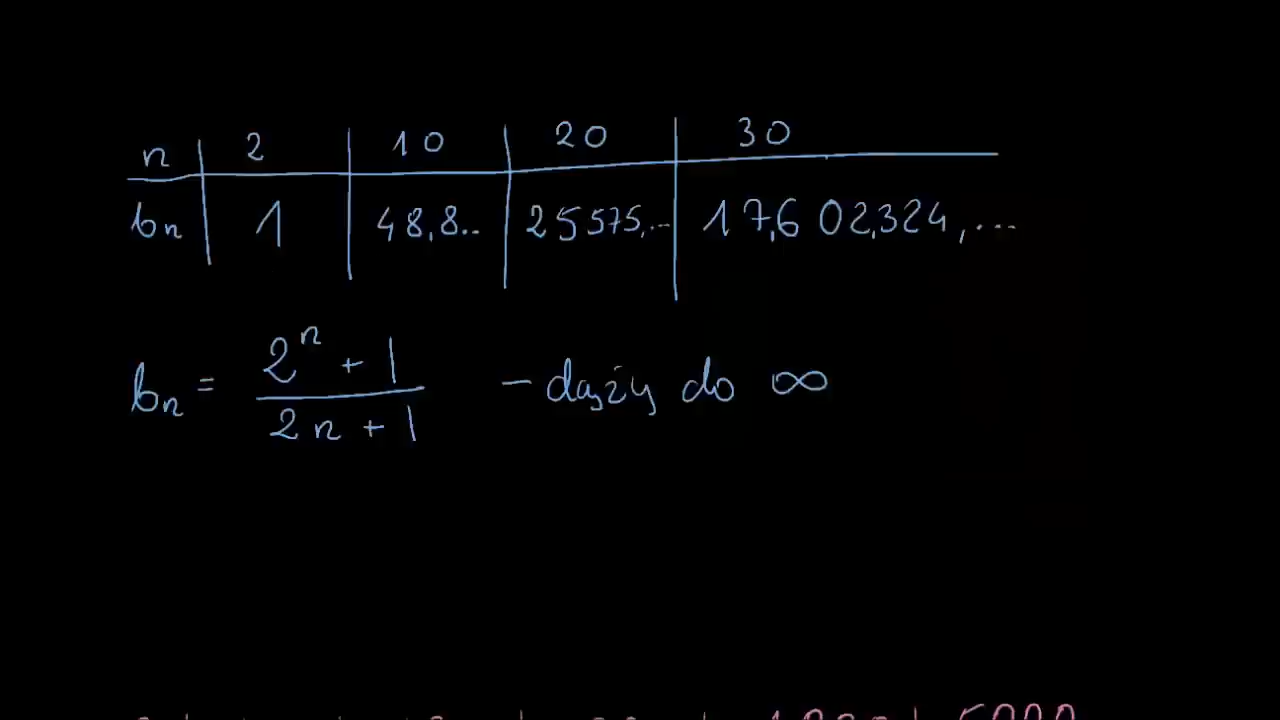 n 2 10 20 30
bn 1 48,8.. 25575,... 17,602,324,...
bn = 2^n + 1 / 2n + 1 - dąży do ∞